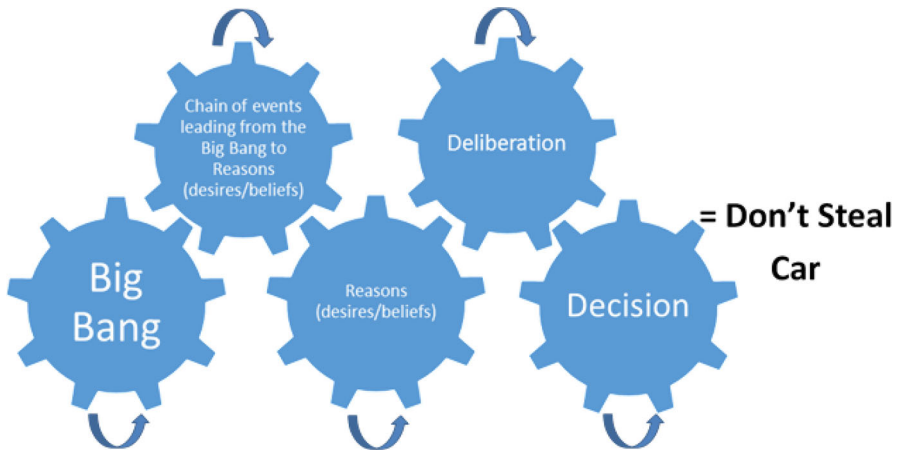 Chain of events
leading from the
Big Bang to
Reasons
(desires/beliefs)
Deliberation
Big
Bang
Reasons
(desires/beliefs)
Decision
= Don’t Steal
Car